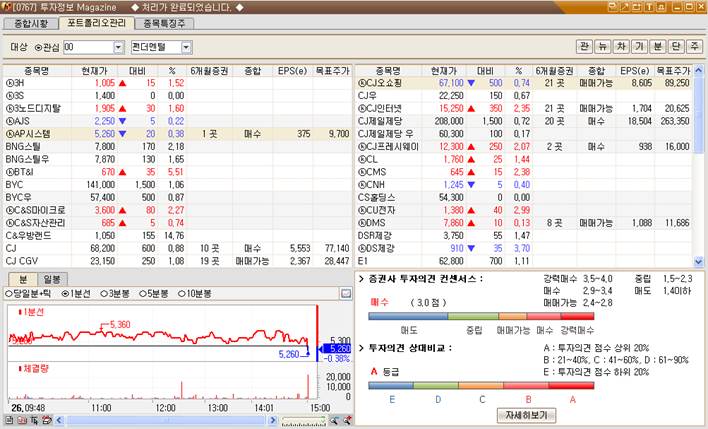 [0767] 투자정보 Magazine ◆ 처리가 완료되었습니다. ◆
종합시황 포트폴리오관리 종목특징주
대상 관심 00 펀더멘털 관 뉴 차 기 분 단 주
종목명 현재가 대비 % 6개월증권 종합 EPS(e) 목표주가
3H 1,005 ▲ 15 1,52
3S 1,400 0 0,00
3노드디지탈 1,905 ▲ 30 1,60
AJS 2,250 ▼ 5 0,22
AP시스템 5,260 ▼ 20 0,38 1 곳 매수 375 9,700
BNG스틸 7,800 170 2,18
BNG스틸우 7,870 130 1,65
BT&I 670 ▲ 35 5,51
BYC 141,000 1,500 1,06
BYC우 57,400 500 0,87
C&S마이크로 3,600 ▲ 80 2,27
C&S자산관리 685 ▲ 5 0,74
C&우방랜드 1,050 155 14,76
CJ 68,200 600 0,88 10 곳 매수 5,553 77,140
CJ CGV 23,150 250 1,08 19 곳 매매가능 2,367 28,447
종목명 현재가 대비 % 6개월증권 종합 EPS(e) 목표주가
CJ오쇼핑 67,100 ▼ 500 0,74 21 곳 매매가능 8,605 89,250
CJ우 22,250 150 0,67
CJ인터넷 15,250 ▲ 350 2,35 21 곳 매매가능 1,704 20,625
CJ제일제당 208,000 1,500 0,72 20 곳 매수 18,504 263,350
CJ제일제당 우 60,300 100 0,17
CJ프레시웨이 12,300 ▲ 250 2,07 2 곳 매수 938 16,000
CL 1,760 ▲ 25 1,44
CMS 645 ▲ 15 2,38
CNH 1,245 ▼ 5 0,40
CS홀딩스 54,300 0 0,00
CU전자 1,380 ▲ 40 2,99
DMS 7,860 ▲ 10 0,13 8 곳 매매가능 1,088 11,686
DSR제강 3,750 55 1,47
DS제강 910 ▼ 35 3,70
E1 62,800 700 1,11
분 일봉
당일분+틱 1분선 3분봉 5분봉 10분봉
1분선
5,360
5,300
5,260
5,260
-0.38%
체결량
20,000
10,000
26,09:48 11:00 12:00 13:00 14:01 15:00
> 증권사 투자의견 컨센서스 : 강력매수 3,5~4,0 중립 1,5~2,3
매수 2,9~3,4 매도 1,4이하
매수 ( 3,0 점 ) 매매가능 2,4~2,8
매도 중립 매매가능 매수 강력매수
> 투자의견 상대비교 : A : 투자의견 점수 상위 20%
B : 21~40%, C : 41~60%, D : 61~90%
A 등급 E : 투자의견 점수 하위 20%
E D C B A
자세히보기